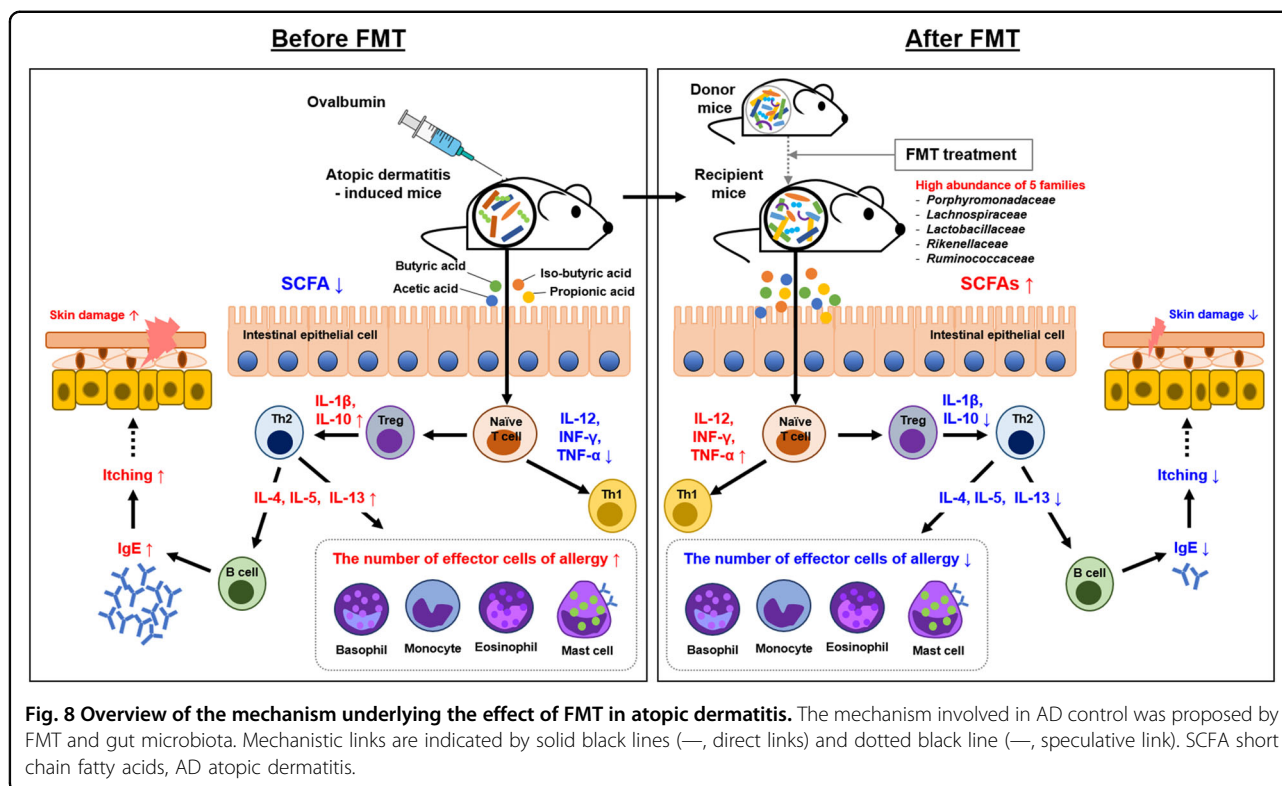 Before FMT
Ovalbumin
Atopic dermatitis
- induced mice
Butyric acid
Iso-butyric acid
Acetic acid
Propionic acid
SCFA ↓
Skin damage ↑
Intestinal epithelial cell
IL-1β,
IL-10 ↑
Th2
Treg
Naïve
T cell
IL-12,
INF-γ,
TNF-α ↓
Th1
Itching ↑
IL-4, IL-5, IL-13 ↑
IgE ↑
B cell
The number of effector cells of allergy ↑
Basophil
Monocyte
Eosinophil
Mast cell
After FMT
Donor
mice
FMT treatment
Recipient
mice
High abundance of 5 families
- Porphyromonadaceae
- Lachnospiraceae
- Lactobacillaceae
- Rikenellaceae
- Ruminococcaceae
SCFAs ↑
Skin damage ↓
Intestinal epithelial cell
IL-12,
INF-γ,
TNF-α ↑
Naïve
T cell
Treg
IL-1β,
IL-10 ↓
Th2
Th1
Itching ↓
IL-4, IL-5, IL-13 ↓
IgE ↓
B cell
The number of effector cells of allergy ↓
Basophil
Monocyte
Eosinophil
Mast cell
Fig. 8 Overview of the mechanism underlying the effect of FMT in atopic dermatitis. The mechanism involved in AD control was proposed by
FMT and gut microbiota. Mechanistic links are indicated by solid black lines (—, direct links) and dotted black line (—, speculative link). SCFA short
chain fatty acids, AD atopic dermatitis.